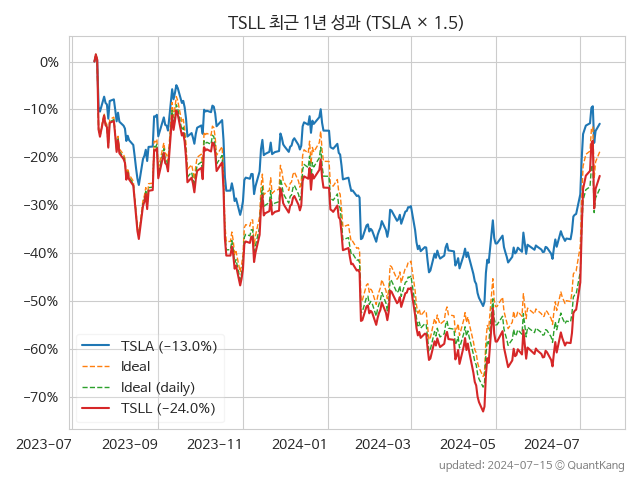 TSLL 최근 1년 성과 (TSLA × 1.5)
0%
−10%
−20%
−30%
−40%
−50%
−60%
−70%
TSLA (−13.0%)
Ideal
Ideal (daily)
TSLL (−24.0%)
2023-07 2023-09 2023-11 2024-01 2024-03 2024-05 2024-07
updated: 2024-07-15 © QuantKang